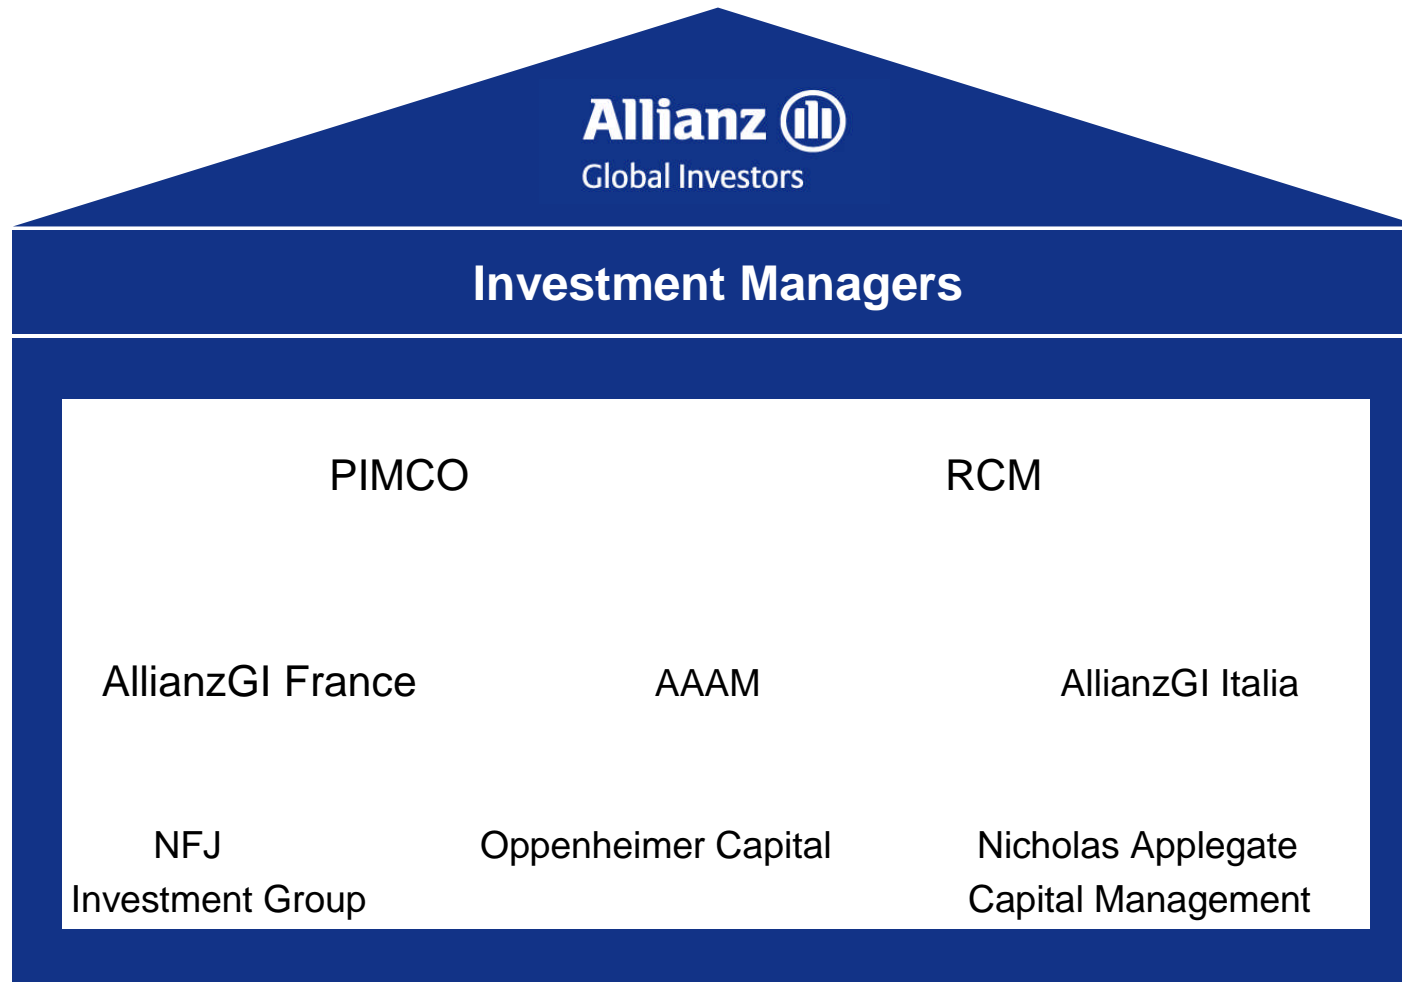 Allianz
Global Investors
Investment Managers
PIMCO
RCM
AllianzGI France
AAAM
AllianzGI Italia
NFJ
Investment Group
Oppenheimer Capital
Nicholas Applegate
Capital Management